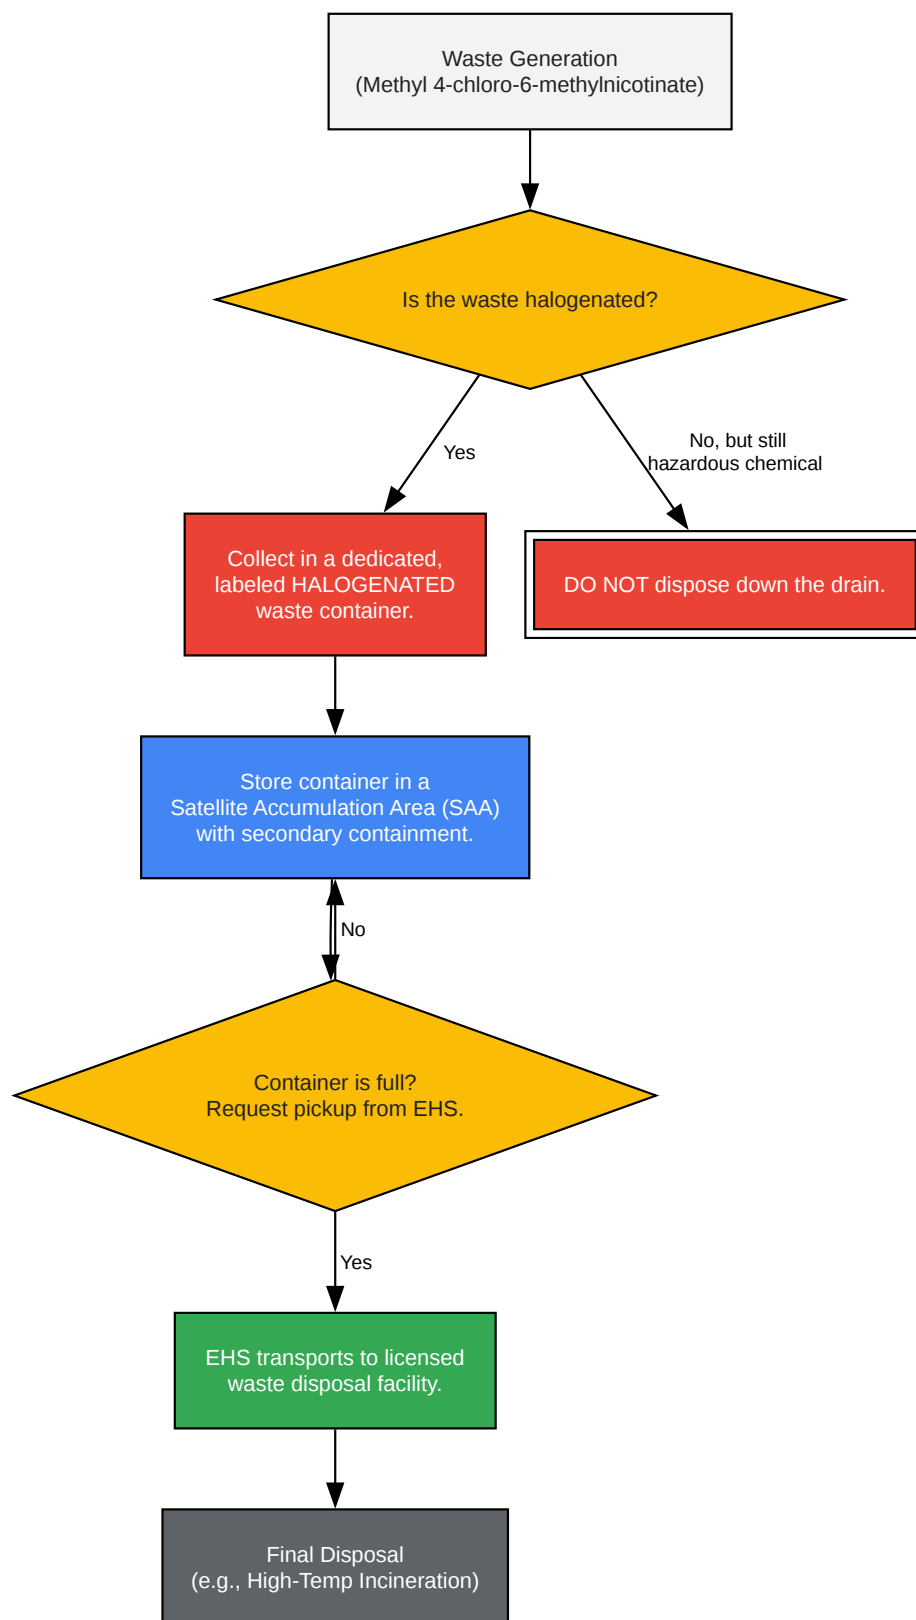 Waste Generation
(Methyl 4-chloro-6-methylnicotinate)
Is the waste halogenated?
Yes
No, but still
hazardous chemical
Collect in a dedicated,
labeled HALOGENATED
waste container.
DO NOT dispose down the drain.
Store container in a
Satellite Accumulation Area (SAA)
with secondary containment.
No
Container is full?
Request pickup from EHS.
Yes
EHS transports to licensed
waste disposal facility.
Final Disposal
(e.g., High-Temp Incineration)